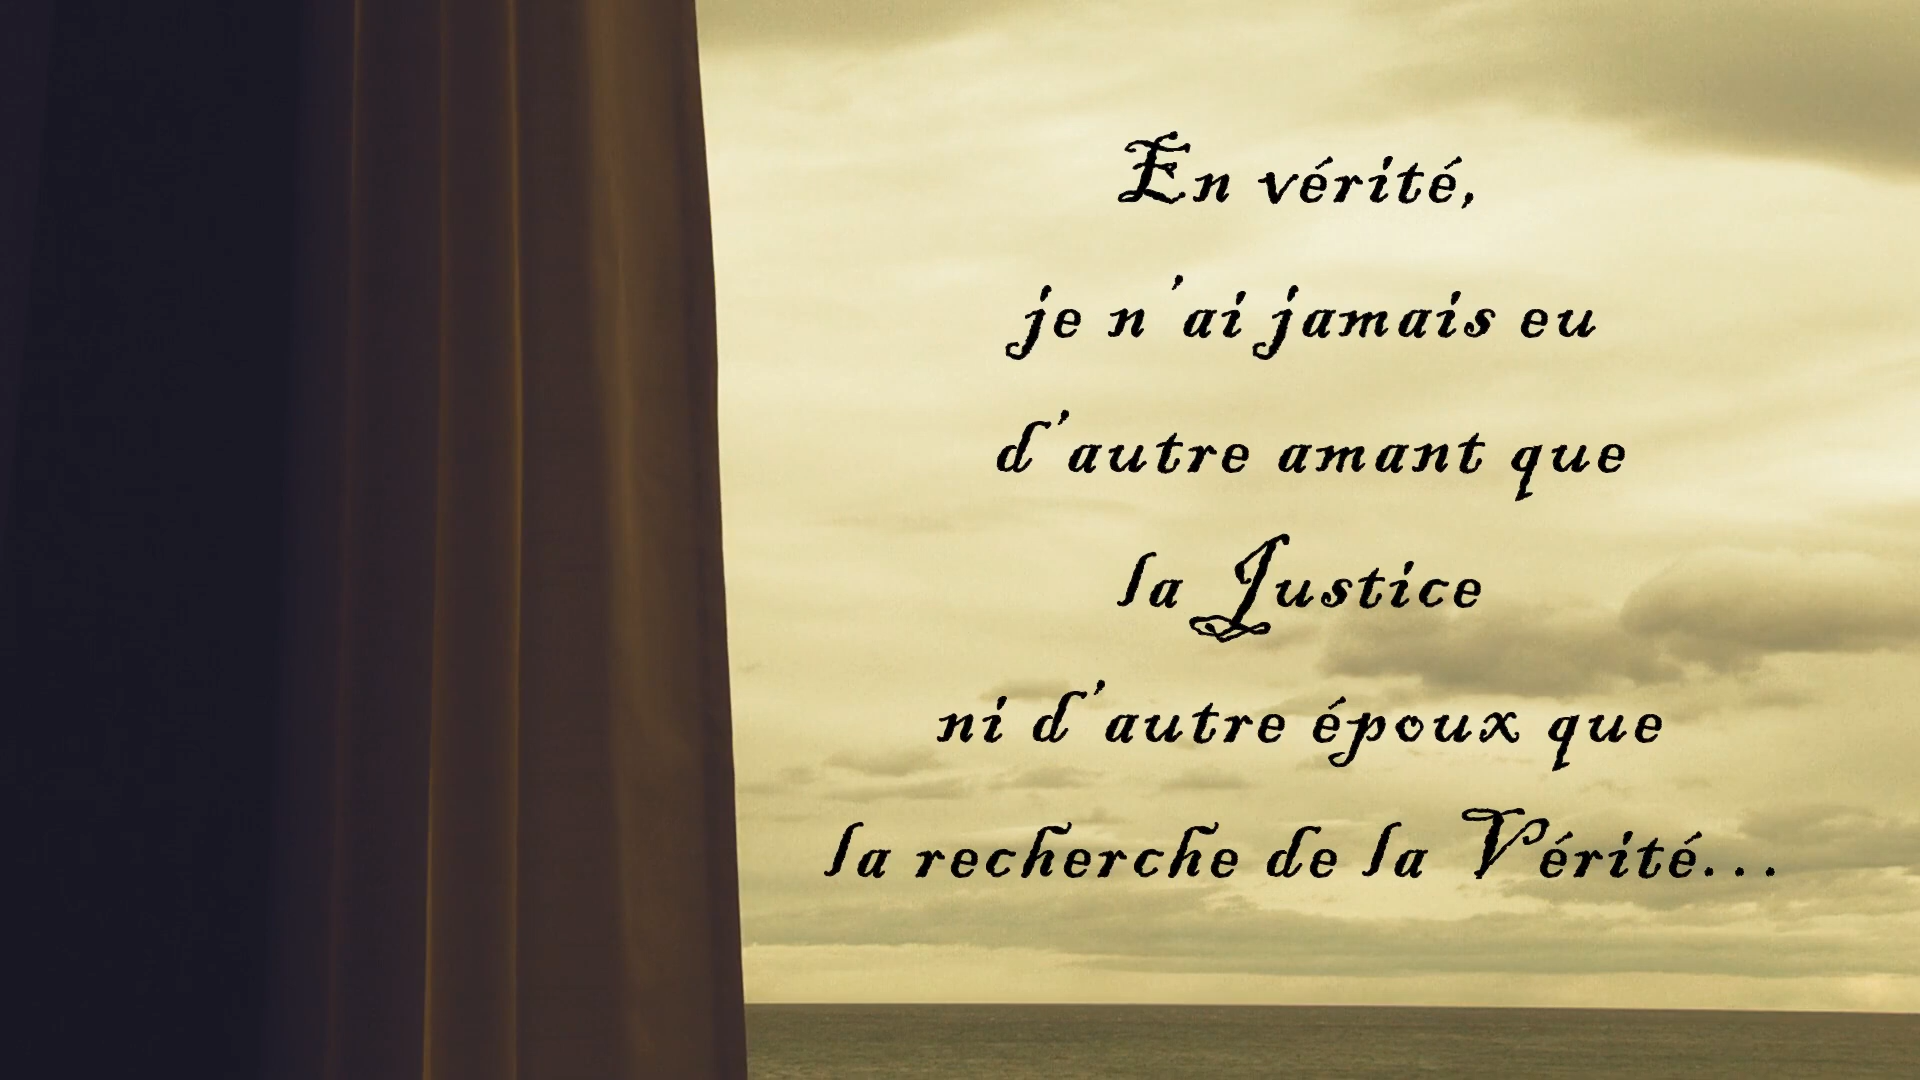 En vérité,
je n'ai jamais eu
d'autre amant que
la Justice
ni d'autre époux que
la recherche de la Vérité...